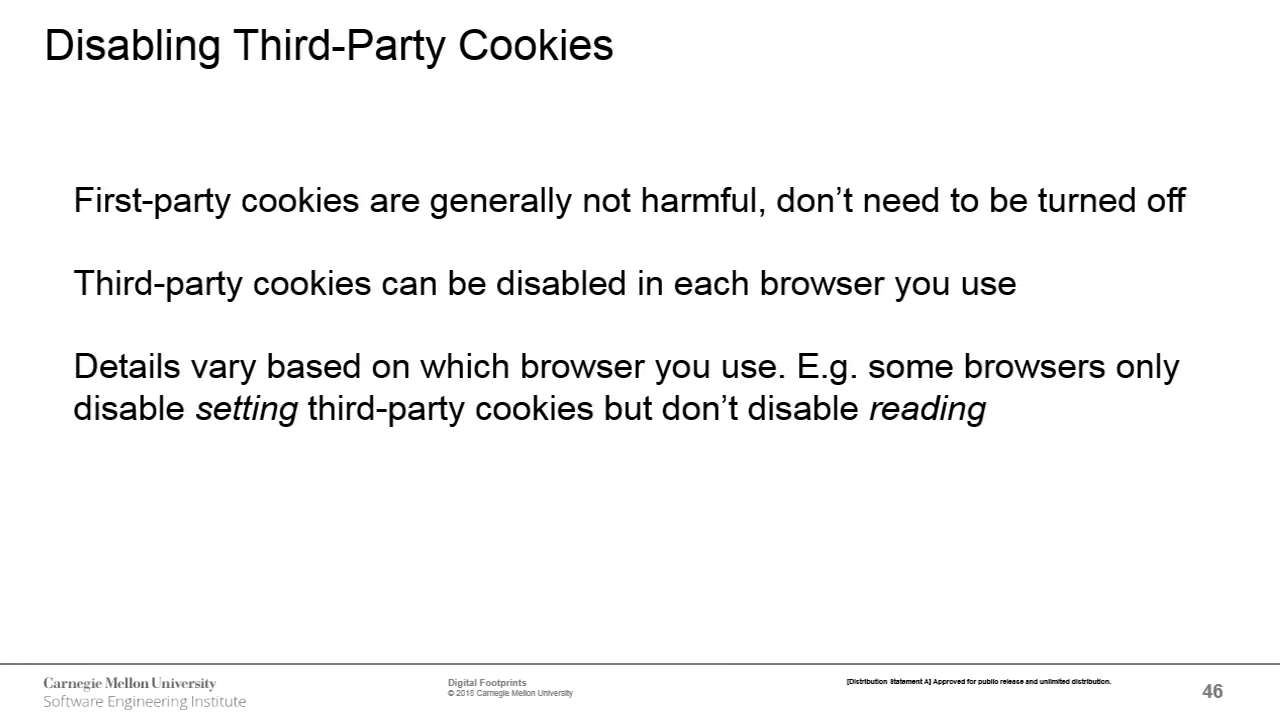 Disabling Third-Party Cookies
First-party cookies are generally not harmful, don’t need to be turned off
Third-party cookies can be disabled in each browser you use
Details vary based on which browser you use. E.g. some browsers only
disable setting third-party cookies but don’t disable reading
Carnegie Mellon University
Software Engineering Institute
Digital Footprints
© 2018 Carnegie Mellon University
[Distribution Statement A] Approved for public release and unlimited distribution.
46